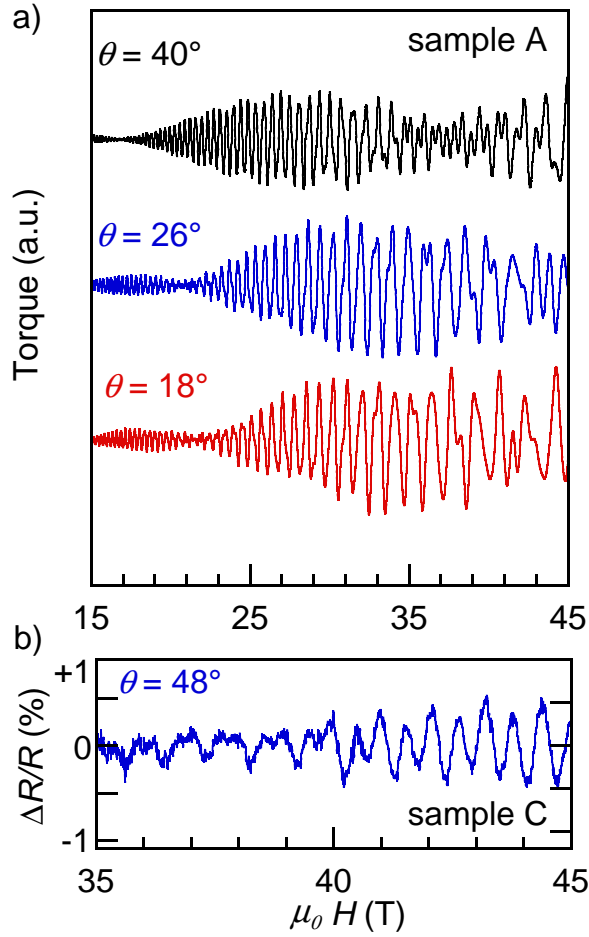 a)
sample A
θ = 40°
θ = 26°
θ = 18°
Torque (a.u.)
15 25 35 45
b)
θ = 48°
+1
0
-1
ΔR/R (%)
sample C
35 40 45
μ₀ H (T)